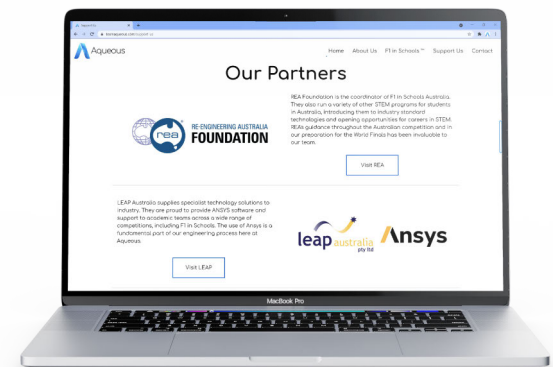 Aqueous
Home About Us F1 in Schools™ Support Us Contact
Our Partners
REA Foundation is the coordinator of F1 in Schools Australia.
They also run a variety of other STEM programs for students
in Australia, introducing them to industry standard
technologies and opening opportunities for careers in STEM.
REAs guidance throughout the Australian competition and in
our preparation for the World Finals has been invaluable to
our team.
rea
RE-ENGINEERING AUSTRALIA
FOUNDATION
Visit REA
LEAP Australia supplies specialist technology solutions to
industry. They are proud to provide ANSYS software and
support to academic teams across a wide range of
competitions, including F1 in Schools. The use of Ansys is a
fundamental part of our engineering process here at
Aqueous.
Visit LEAP
leap australia
pty ltd
Ansys
MacBook Pro